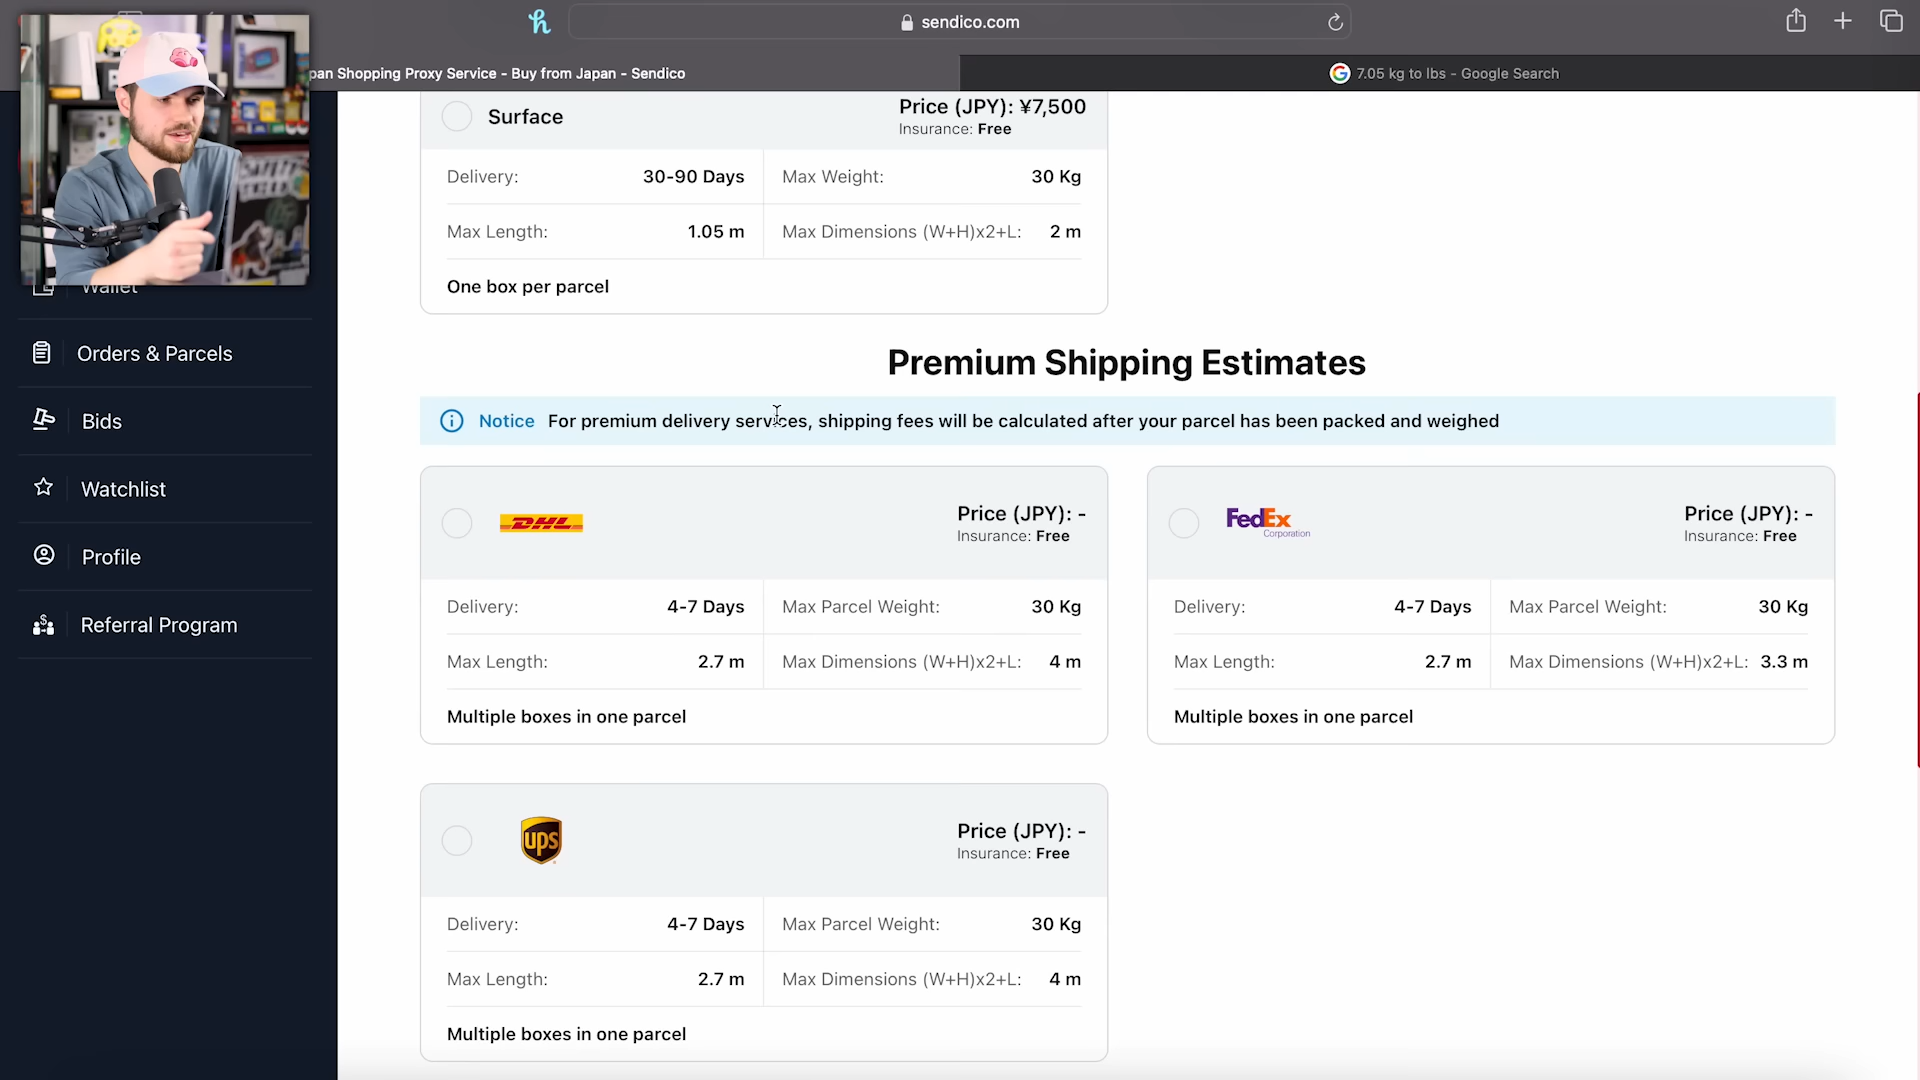 sendico.com
pan Shopping Proxy Service - Buy from Japan - Sendico
7.05 kg to lbs - Google Search
Wallet
Orders & Parcels
Bids
Watchlist
Profile
Referral Program
Surface
Price (JPY): ¥7,500
Insurance: Free
Delivery: 30-90 Days
Max Weight: 30 Kg
Max Length: 1.05 m
Max Dimensions (W+H)x2+L: 2 m
One box per parcel
Premium Shipping Estimates
Notice For premium delivery services, shipping fees will be calculated after your parcel has been packed and weighed
DHL
Price (JPY): -
Insurance: Free
Delivery: 4-7 Days
Max Parcel Weight: 30 Kg
Max Length: 2.7 m
Max Dimensions (W+H)x2+L: 4 m
Multiple boxes in one parcel
FedEx
Corporation
Price (JPY): -
Insurance: Free
Delivery: 4-7 Days
Max Parcel Weight: 30 Kg
Max Length: 2.7 m
Max Dimensions (W+H)x2+L: 3.3 m
Multiple boxes in one parcel
ups
Price (JPY): -
Insurance: Free
Delivery: 4-7 Days
Max Parcel Weight: 30 Kg
Max Length: 2.7 m
Max Dimensions (W+H)x2+L: 4 m
Multiple boxes in one parcel